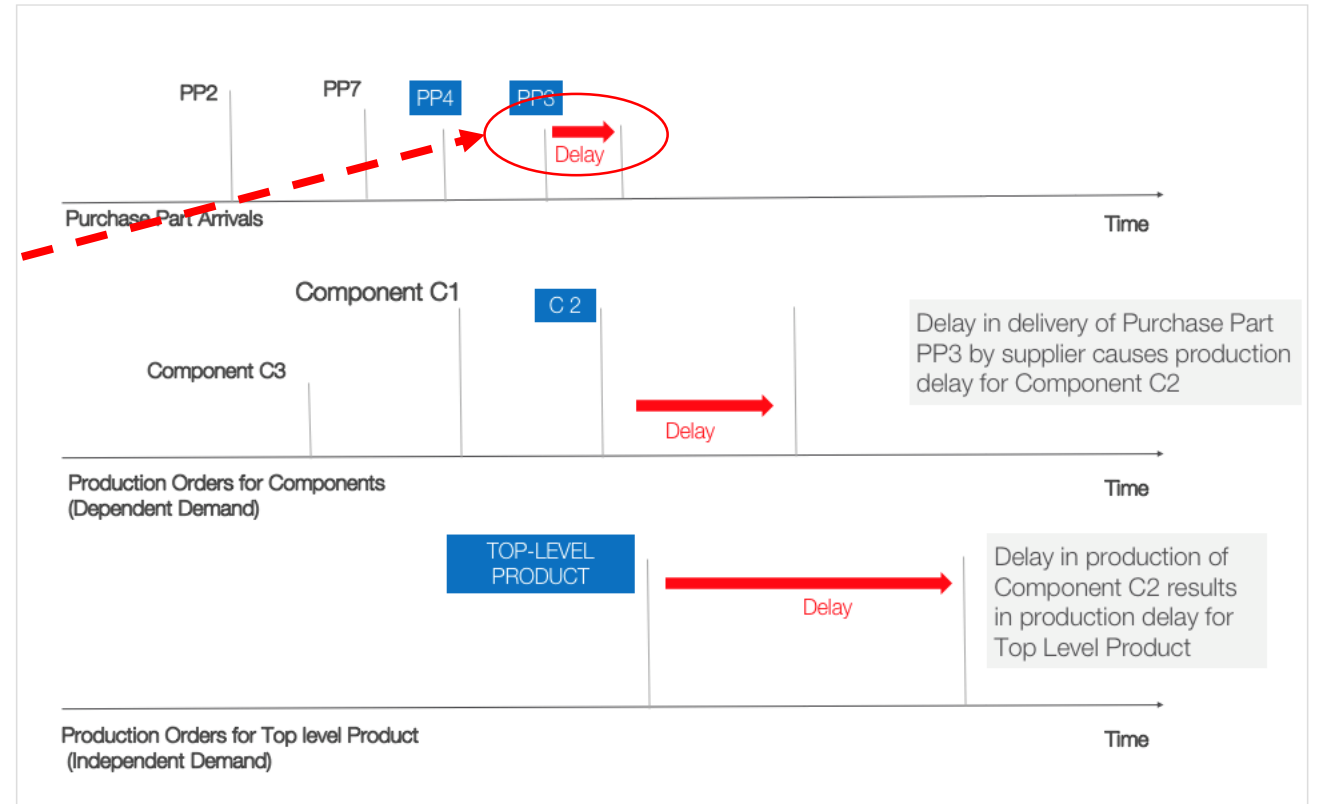 PP2
PP7
PP4
PP3
Delay
Purchase Part Arrivals
Time
Component C1
C 2
Component C3
Delay
Delay in delivery of Purchase Part
PP3 by supplier causes production
delay for Component C2
Production Orders for Components
(Dependent Demand)
Time
TOP-LEVEL
PRODUCT
Delay
Delay in production of
Component C2 results
in production delay for
Top Level Product
Production Orders for Top level Product
(Independent Demand)
Time